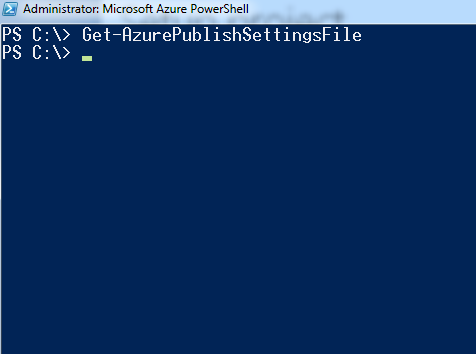 Administrator: Microsoft Azure PowerShell
PS C:\> Get-AzurePublishSettingsFile
PS C:\>